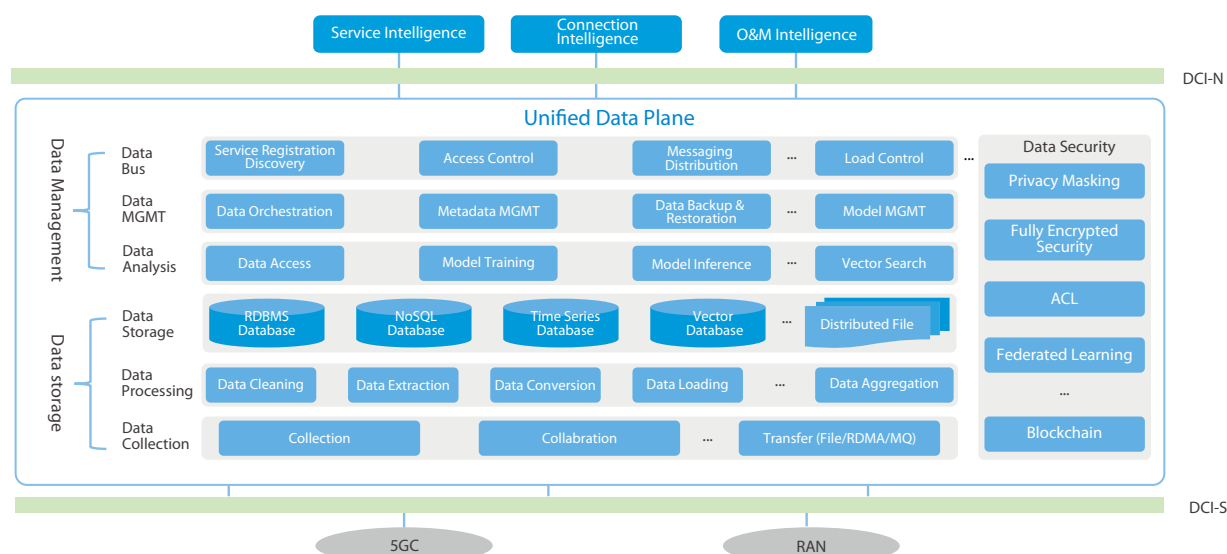 Service Intelligence
Connection
Intelligence
O&M Intelligence
DCI-N
Unified Data Plane
Data Management
Data
Bus
Service Registration
Discovery
Access Control
Messaging
Distribution
...
Load Control
...
Data
MGMT
Data Orchestration
Metadata MGMT
Data Backup &
Restoration
...
Model MGMT
Data
Analysis
Data Access
Model Training
Model Inference
...
Vector Search
Data storage
Data
Storage
RDBMS
Database
NoSQL
Database
Time Series
Database
Vector
Database
...
Distributed File
Data
Processing
Data Cleaning
Data Extraction
Data Conversion
Data Loading
...
Data Aggregation
Data
Collection
Collection
Collabration
...
Transfer (File/RDMA/MQ)
Data Security
Privacy Masking
Fully Encrypted
Security
ACL
Federated Learning
...
Blockchain
DCI-S
5GC
RAN